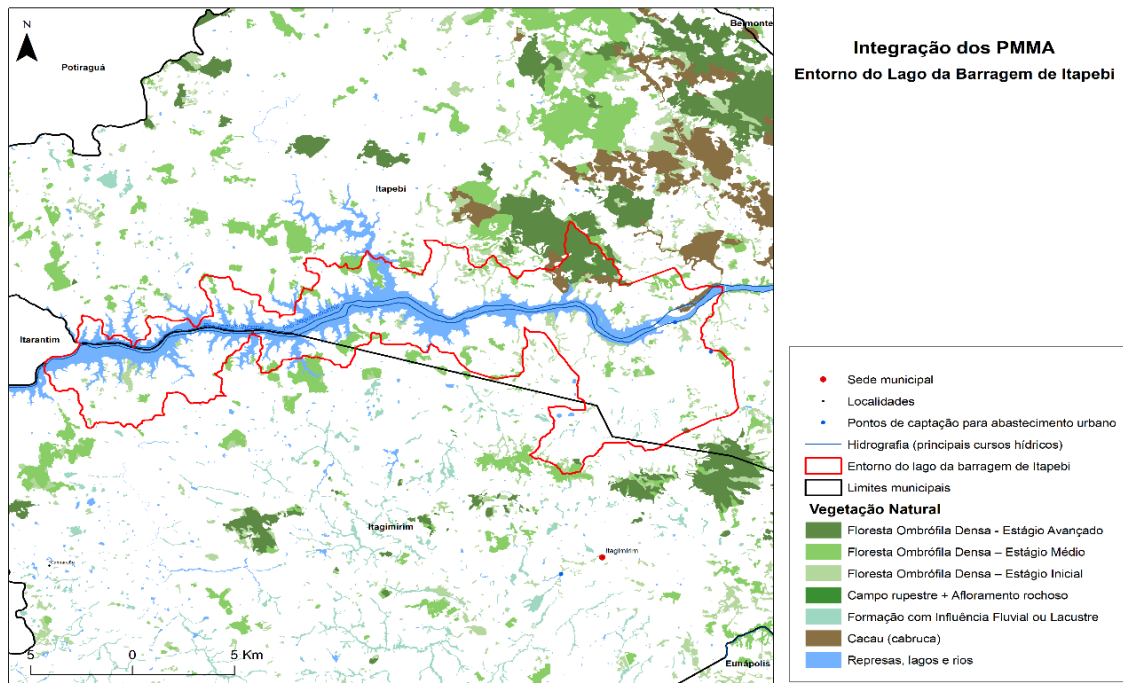 N
Belmonte
Potiraguá
Itapebi
Itarantim
Itagimirim
Itagimirim
Eunápolis
5 0 5 Km
Integração dos PMMA
Entorno do Lago da Barragem de Itapebi
Sede municipal
Localidades
Pontos de captação para abastecimento urbano
Hidrografia (principais cursos hídricos)
Entorno do lago da barragem de Itapebi
Limites municipais
Vegetação Natural
Floresta Ombrófila Densa - Estágio Avançado
Floresta Ombrófila Densa – Estágio Médio
Floresta Ombrófila Densa – Estágio Inicial
Campo rupestre + Afloramento rochoso
Formação com Influência Fluvial ou Lacustre
Cacau (cabruca)
Represas, lagos e rios